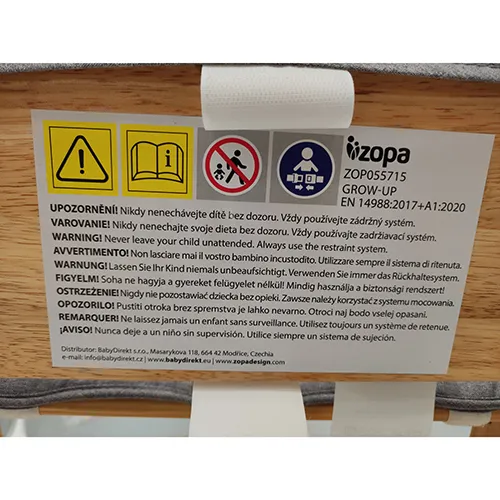 zopa
ZOP055715
GROW-UP
EN 14988:2017+A1:2020
UPOZORNĚNÍ! Nikdy nenechávejte dítě bez dozoru. Vždy používejte zádržný systém.
VAROVANIE! Nikdy nenechajte svoje dieta bez dozoru. Vždy používajte zadržiavací systém.
WARNING! Never leave your child unattended. Always use the restraint system.
AVVERTIMENTO! Non lasciare mai il vostro bambino incustodito. Utilizzare sempre il sistema di ritenuta.
WARNUNG! Lassen Sie Ihr Kind niemals unbeaufsichtigt. Verwenden Sie immer das Rückhaltesystem.
FIGYELM! Soha ne hagyja a gyereket felügyelet nélkül! Mindig használja a biztonsági rendszert!
OSTRZEŻENIE! Nigdy nie pozostawiać dziecka bez opieki. Zawsze należy korzystać z systemu mocowania.
OPOZORILO! Pustiti otroka brez spremstva je lahko nevarno. Otroci naj bodo vselej opasani.
REMARQUER! Ne laissez jamais un enfant sans surveillance. Utilisez toujours un système de retenue.
¡AVISO! Nunca deje a un niño sin supervisión. Utilice siempre un sistema de sujeción.
Distributor: BabyDirekt s.r.o., Masarykova 118, 664 42 Modřice, Czechia
e-mail: info@babydirekt.cz | www.babydirekt.eu | www.zopadesign.com